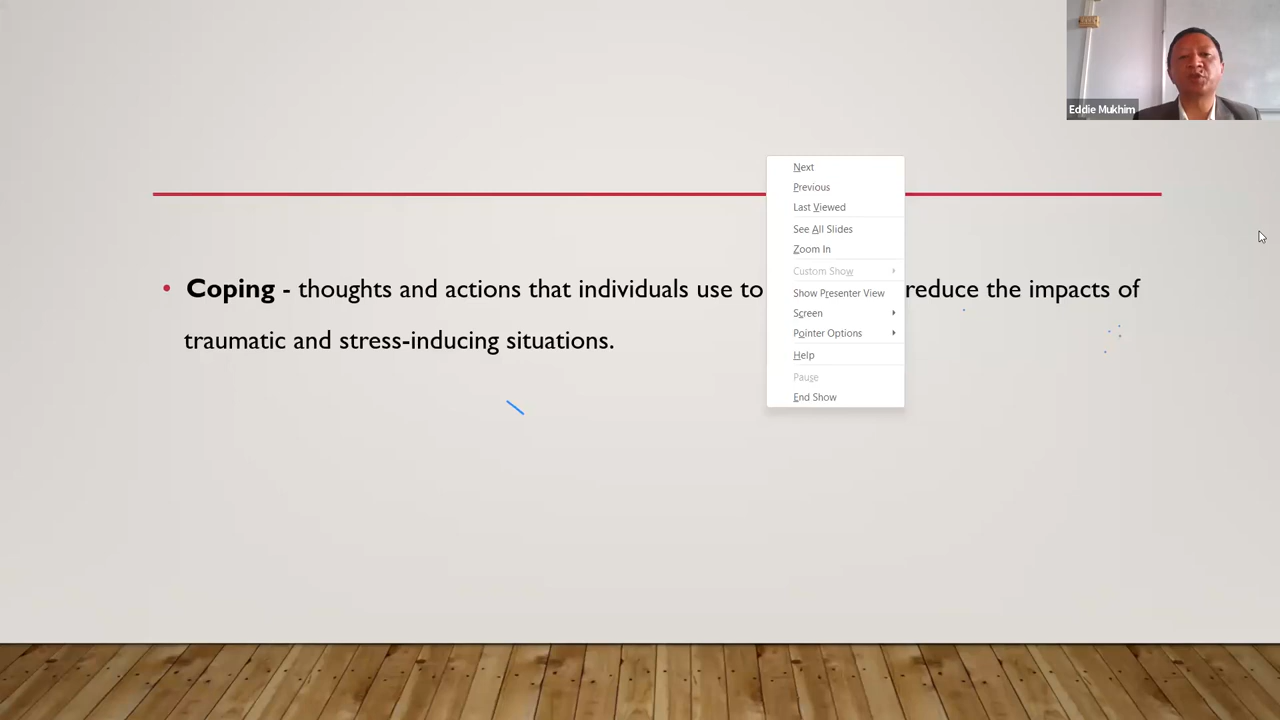 Eddie Mukhim
Next
Previous
Last Viewed
See All Slides
Zoom In
Custom Show
Show Presenter View
Screen
Pointer Options
Help
Pause
End Show
• Coping - thoughts and actions that individuals use to reduce the impacts of
traumatic and stress-inducing situations.